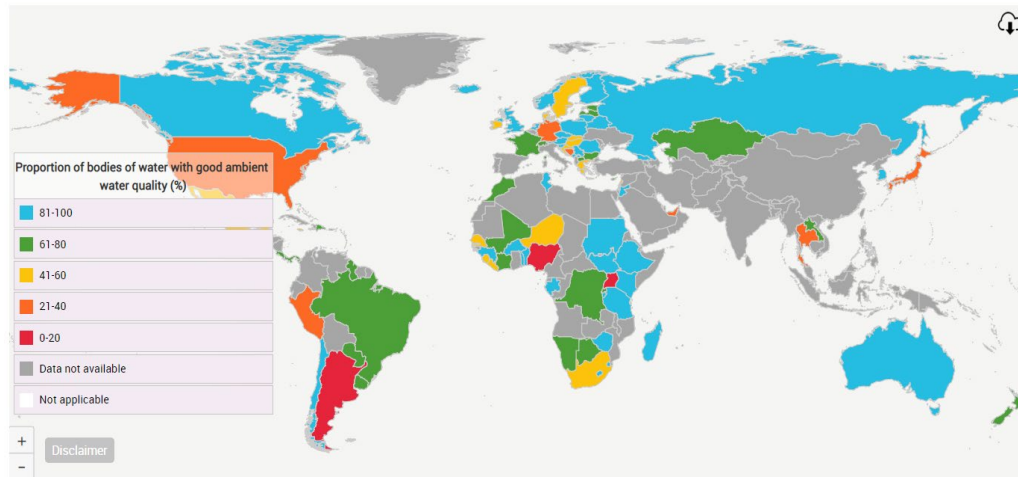 Proportion of bodies of water with good ambient
water quality (%)
81-100
61-80
41-60
21-40
0-20
Data not available
Not applicable
+
Disclaimer
-